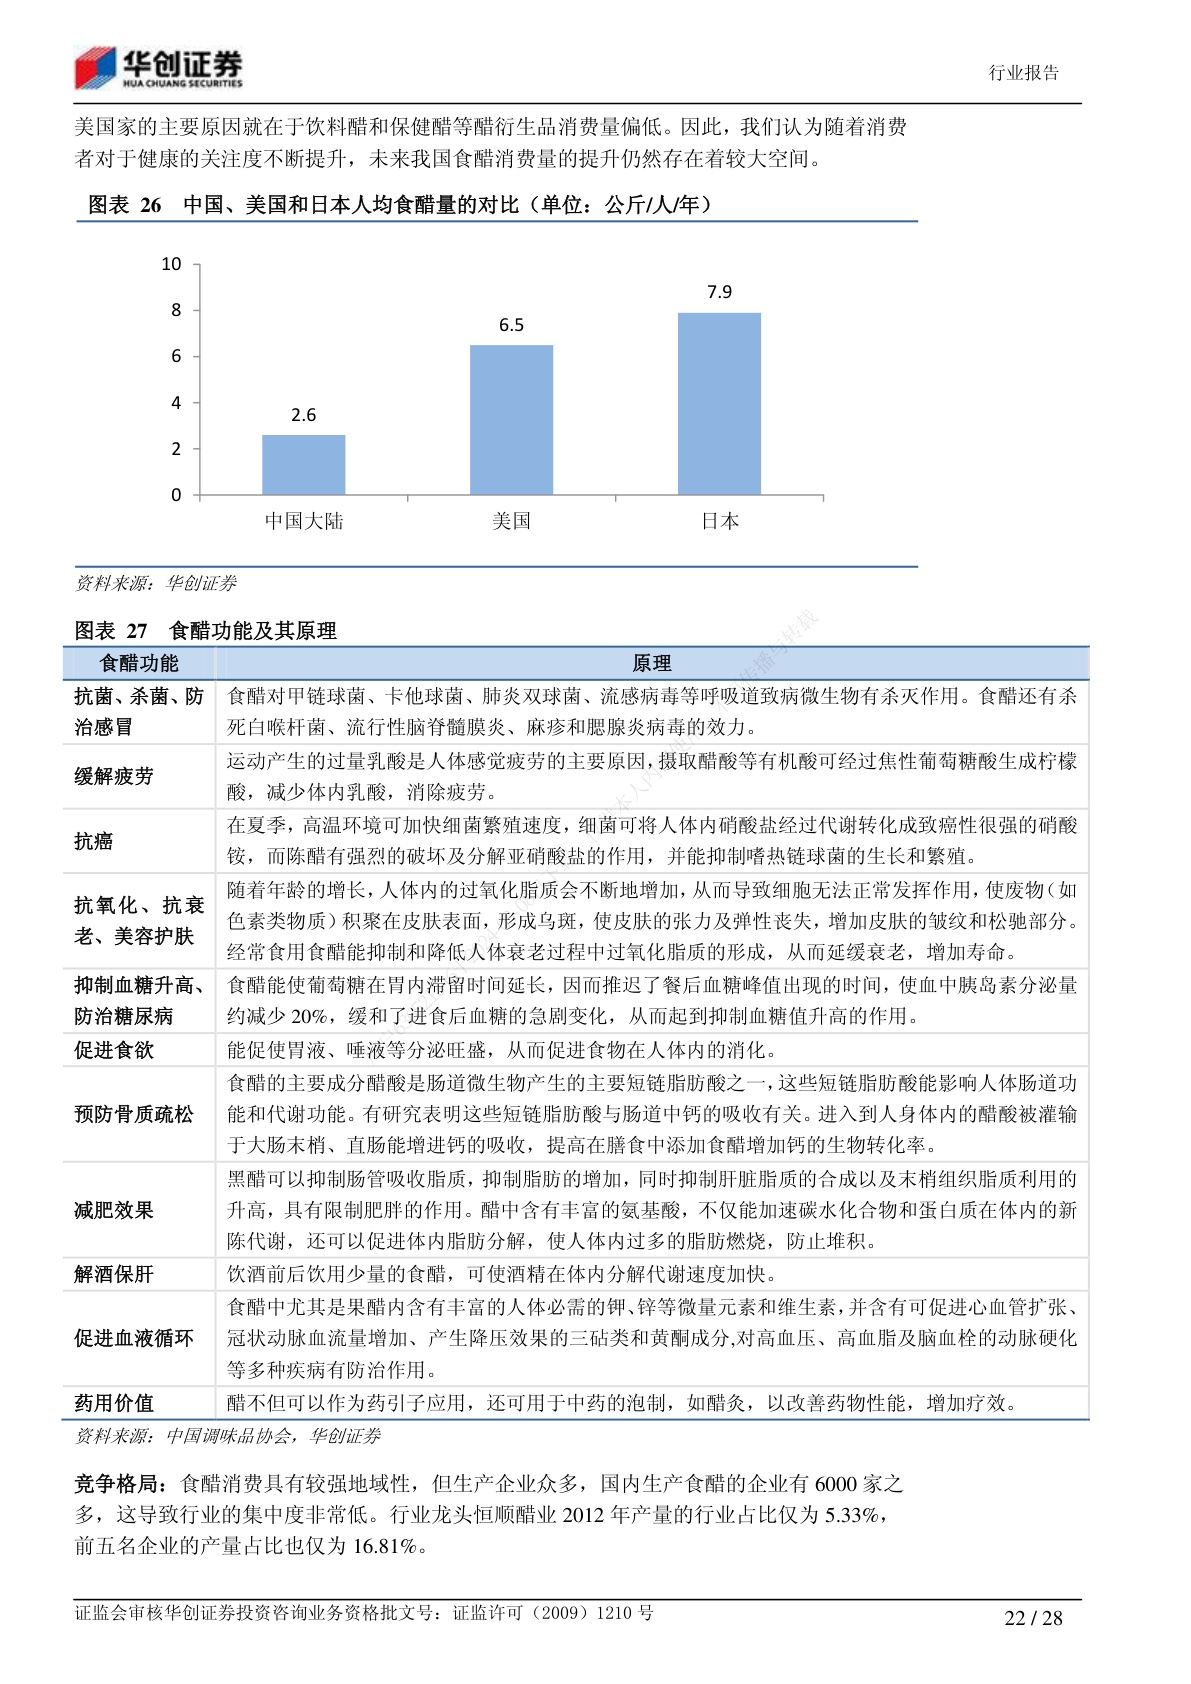 华创证券
HUA CHUANG SECURITIES
行业报告
美国家的主要原因就在于饮料醋和保健醋等醋衍生品消费量偏低。因此，我们认为随着消费
者对于健康的关注度不断提升，未来我国食醋消费量的提升仍然存在着较大空间。
图表 26 中国、美国和日本人均食醋量的对比（单位：公斤/人/年）
10
8
6
4
2
0
2.6
6.5
7.9
中国大陆
美国
日本
资料来源：华创证券
图表 27 食醋功能及其原理
食醋功能
原理
抗菌、杀菌、防
治感冒
食醋对甲链球菌、卡他球菌、肺炎双球菌、流感病毒等呼吸道致病微生物有杀灭作用。食醋还有杀
死白喉杆菌、流行性脑脊髓膜炎、麻疹和腮腺炎病毒的效力。
缓解疲劳
运动产生的过量乳酸是人体感觉疲劳的主要原因，摄取醋酸等有机酸可经过焦性葡萄糖酸生成柠檬
酸，减少体内乳酸，消除疲劳。
抗癌
在夏季，高温环境可加快细菌繁殖速度，细菌可将人体内硝酸盐经过代谢转化成致癌性很强的硝酸
铵，而陈醋有强烈的破坏及分解亚硝酸盐的作用，并能抑制嗜热链球菌的生长和繁殖。
抗氧化、抗衰
老、美容护肤
随着年龄的增长，人体内的过氧化脂质会不断地增加，从而导致细胞无法正常发挥作用，使废物（如
色素类物质）积聚在皮肤表面，形成乌斑，使皮肤的张力及弹性丧失，增加皮肤的皱纹和松驰部分。
经常食用食醋能抑制和降低人体衰老过程中过氧化脂质的形成，从而延缓衰老，增加寿命。
抑制血糖升高、
防治糖尿病
食醋能使葡萄糖在胃内滞留时间延长，因而推迟了餐后血糖峰值出现的时间，使血中胰岛素分泌量
约减少 20%，缓和了进食后血糖的急剧变化，从而起到抑制血糖值升高的作用。
促进食欲
能促使胃液、唾液等分泌旺盛，从而促进食物在人体内的消化。
预防骨质疏松
食醋的主要成分醋酸是肠道微生物产生的主要短链脂肪酸之一，这些短链脂肪酸能影响人体肠道功
能和代谢功能。有研究表明这些短链脂肪酸与肠道中钙的吸收有关。进入到人身体内的醋酸被灌输
于大肠末梢、直肠能增进钙的吸收，提高在膳食中添加食醋增加钙的生物转化率。
减肥效果
黑醋可以抑制肠管吸收脂质，抑制脂肪的增加，同时抑制肝脏脂质的合成以及末梢组织脂质利用的
升高，具有限制肥胖的作用。醋中含有丰富的氨基酸，不仅能加速碳水化合物和蛋白质在体内的新
陈代谢，还可以促进体内脂肪分解，使人体内过多的脂肪燃烧，防止堆积。
解酒保肝
饮酒前后饮用少量的食醋，可使酒精在体内分解代谢速度加快。
促进血液循环
食醋中尤其是果醋内含有丰富的人体必需的钾、锌等微量元素和维生素，并含有可促进心血管扩张、
冠状动脉血流量增加、产生降压效果的三砧类和黄酮成分,对高血压、高血脂及脑血栓的动脉硬化
等多种疾病有防治作用。
药用价值
醋不但可以作为药引子应用，还可用于中药的泡制，如醋灸，以改善药物性能，增加疗效。
资料来源：中国调味品协会，华创证券
竞争格局：食醋消费具有较强地域性，但生产企业众多，国内生产食醋的企业有 6000 家之
多，这导致行业的集中度非常低。行业龙头恒顺醋业 2012 年产量的行业占比仅为 5.33%，
前五名企业的产量占比也仅为 16.81%。
证监会审核华创证券投资咨询业务资格批文号：证监许可（2009）1210 号
22 / 28